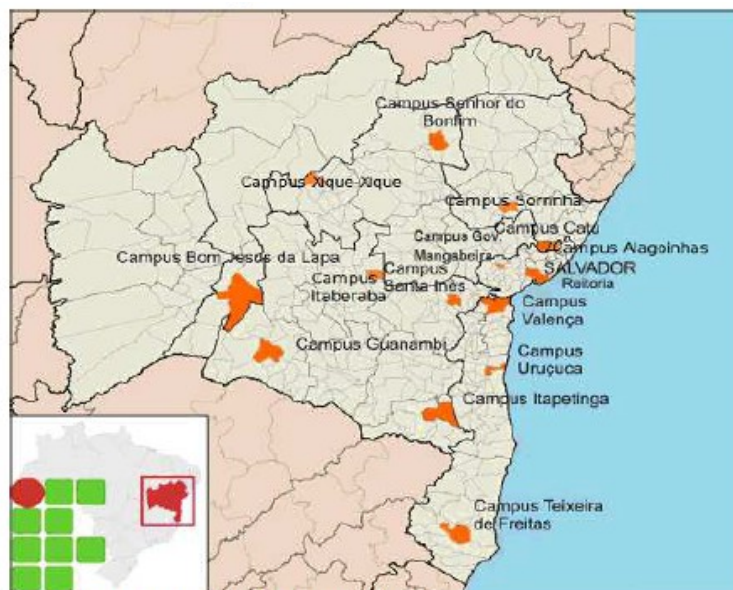 Campus Senhor do
Bonfim
Campus Xique-Xique
Campus Serrinha
Campus Catu
Campus Gov.
Mangabeira
Campus Alagoinhas
Campus Bom Jesus da Lapa
Campus
Itaberaba
Campus
Santa Inês
SALVADOR
Reitoria
Campus
Valença
Campus Guanambi
Campus
Uruçuca
Campus Itapetinga
Campus Teixeira
de Freitas